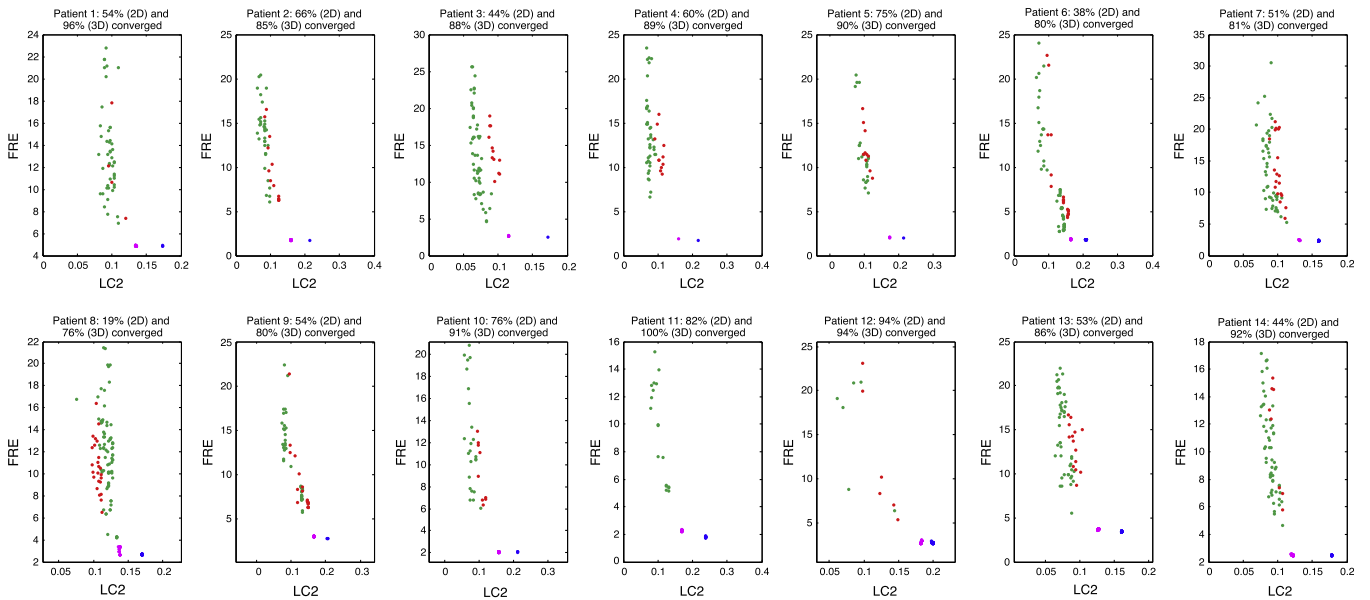 Patient 1: 54% (2D) and
96% (3D) converged
24
22
20
18
16
14
12
10
8
6
4
FRE
0 0.05 0.1 0.15 0.2
LC2
Patient 2: 66% and
85% (3D) converged
25
20
15
10
5
0
FRE
0 0.1 0.2 0.3 0.4
LC2
Patient 3: 44% (2D) and
88% (3D) converged
30
25
20
15
10
5
0
FRE
0 0.05 0.1 0.15 0.2
LC2
Patient 4: 60% (2D) and
89% (3D) converged
25
20
15
10
5
0
FRE
0 0.1 0.2 0.3 0.4
LC2
Patient 5: 75% (2D) and
90% (3D) converged
25
20
15
10
5
0
FRE
0 0.1 0.2 0.3
LC2
Patient 6: 38% (2D) and
80% (3D) converged
25
20
15
10
5
0
FRE
0 0.1 0.2 0.3 0.4
LC2
Patient 7: 51% (2D) and
81% (3D) converged
35
30
25
20
15
10
5
0
FRE
0 0.05 0.1 0.15 0.2
LC2
Patient 8: 19% (2D) and
76% (3D) converged
22
20
18
16
14
12
10
8
6
4
2
FRE
0.05 0.1 0.15 0.2
LC2
Patient 9: 54% (2D) and
80% (3D) converged
25
20
15
10
5
FRE
0 0.1 0.2 0.3
LC2
Patient 10: 76% (2D) and
91% (3D) converged
20
18
16
14
12
10
8
6
4
2
FRE
0 0.1 0.2 0.3
LC2
Patient 11: 82% (2D) and
100% (3D) converged
16
14
12
10
8
6
4
2
0
FRE
0 0.1 0.2 0.3 0.4
LC2
Patient 12: 94% (2D) and
94% (3D) converged
25
20
15
10
5
FRE
0.05 0.1 0.15 0.2
LC2
Patient 13: 53% (2D) and
86% (3D) converged
25
20
15
10
5
0
FRE
0.05 0.1 0.15 0.2
LC2
Patient 14: 44% (2D) and
92% (3D) converged
18
16
14
12
10
8
6
4
2
FRE
0 0.05 0.1 0.15 0.2
LC2